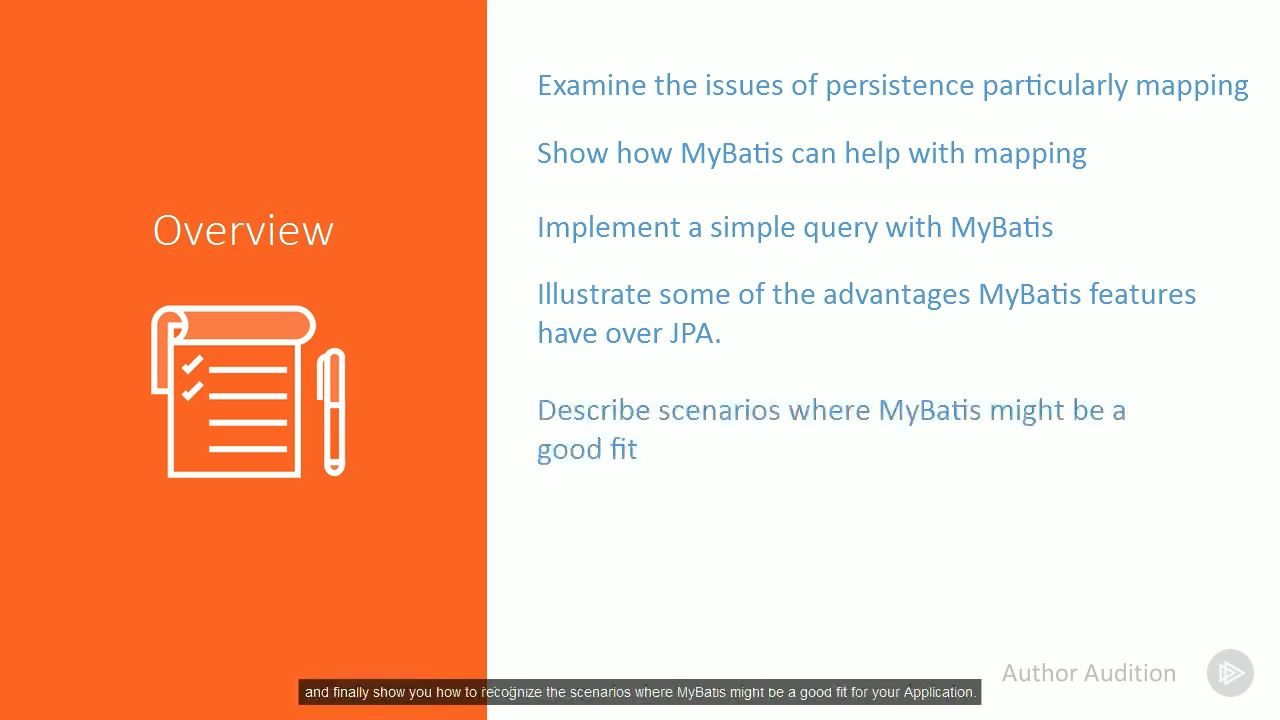 Overview
Examine the issues of persistence particularly mapping
Show how MyBatis can help with mapping
Implement a simple query with MyBatis
Illustrate some of the advantages MyBatis features
have over JPA.
Describe scenarios where MyBatis might be a
good fit
Author Audition
and finally show you how to recognize the scenarios where MyBatis might be a good fit for your Application.